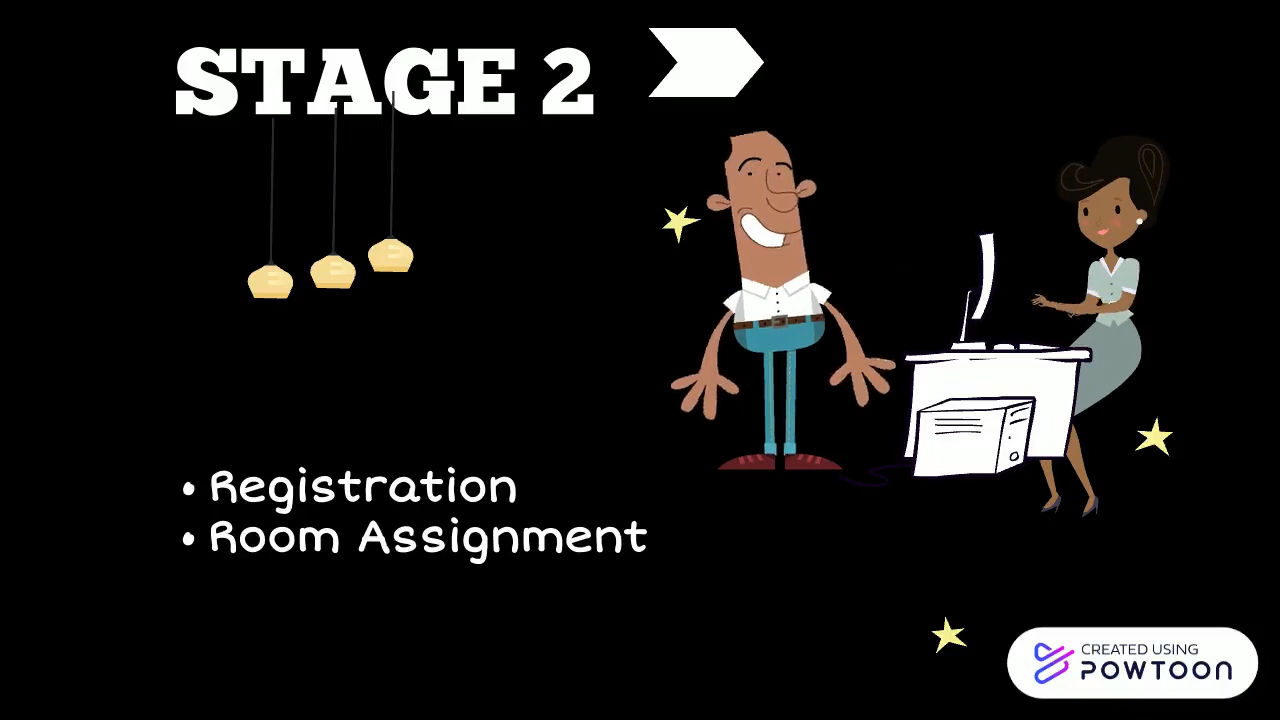 STAGE 2
• Registration
• Room Assignment
CREATED USING
POWTOON